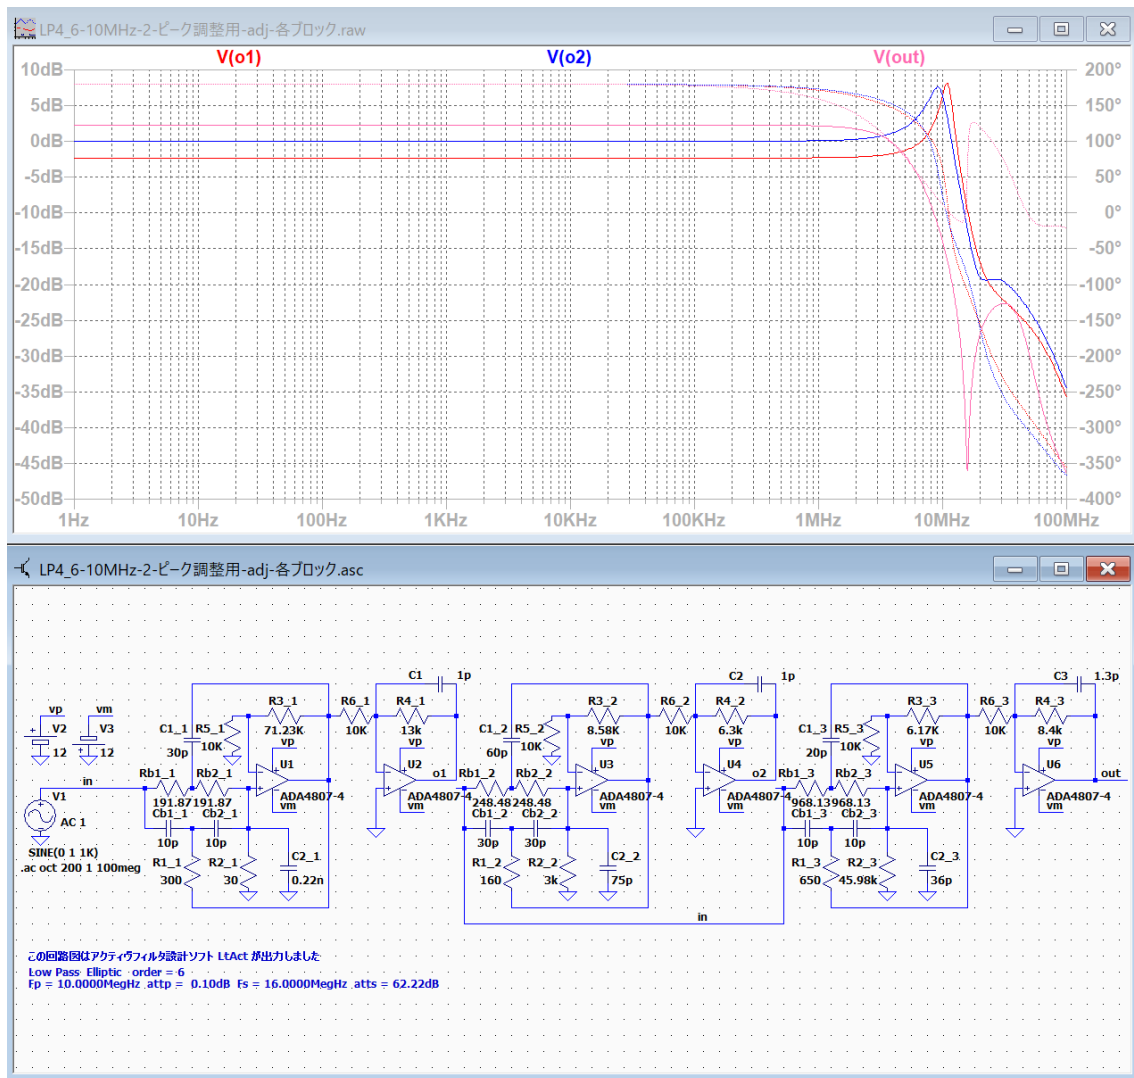 LP4_6-10MHz-2-ピーク調整用-adj-各ブロック.raw
V(o1) V(o2) V(out)
10dB 200°
5dB 150°
0dB 100°
-5dB 50°
-10dB 0°
-15dB -50°
-20dB -100°
-25dB -150°
-30dB -200°
-35dB -250°
-40dB -300°
-45dB -350°
-50dB -400°
1Hz 10Hz 100Hz 1KHz 10KHz 100KHz 1MHz 10MHz 100MHz
LP4_6-10MHz-2-ピーク調整用-adj-各ブロック.asc
C1 1p C2 1p C3 1.3p
R3_1 R6_1 R4_1 R3_2 R6_2 R4_2 R3_3 R6_3 R4_3
vp vm
V2 V3 C1_1 R5_1 71.23K 10K 13k C1_2 R5_2 8.58K 10K 6.3k C1_3 R5_3 6.17K 10K 8.4k
12 12 30p 10K vp vp 60p 10K vp vp 20p 10K vp vp
in Rb1_1 Rb2_1 U1 U2 o1 Rb1_2 Rb2_2 U3 U4 o2 Rb1_3 Rb2_3 U5 U6 out
V1 191.87 191.87 vm ADA4807-4 vm ADA4807-4 248.48 248.48 vm ADA4807-4 vm ADA4807-4 968.13 968.13 vm ADA4807-4 vm ADA4807-4
AC 1 Cb1_1 Cb2_1 Cb1_2 Cb2_2 Cb1_3 Cb2_3
10p 10p 30p 30p 10p 10p
SINE(0 1 1K)
.ac oct 200 1 100meg
R1_1 R2_1 C2_1 R1_2 R2_2 C2_2 R1_3 R2_3 C2_3
300 30 0.22n 160 3k 75p 650 45.98k 36p
in
この回路図はアクティヴフィルタ設計ソフト LtAct が出力しました
Low Pass Elliptic order = 6
Fp = 10.0000MegHz attp = 0.10dB Fs = 16.0000MegHz atts = 62.22dB